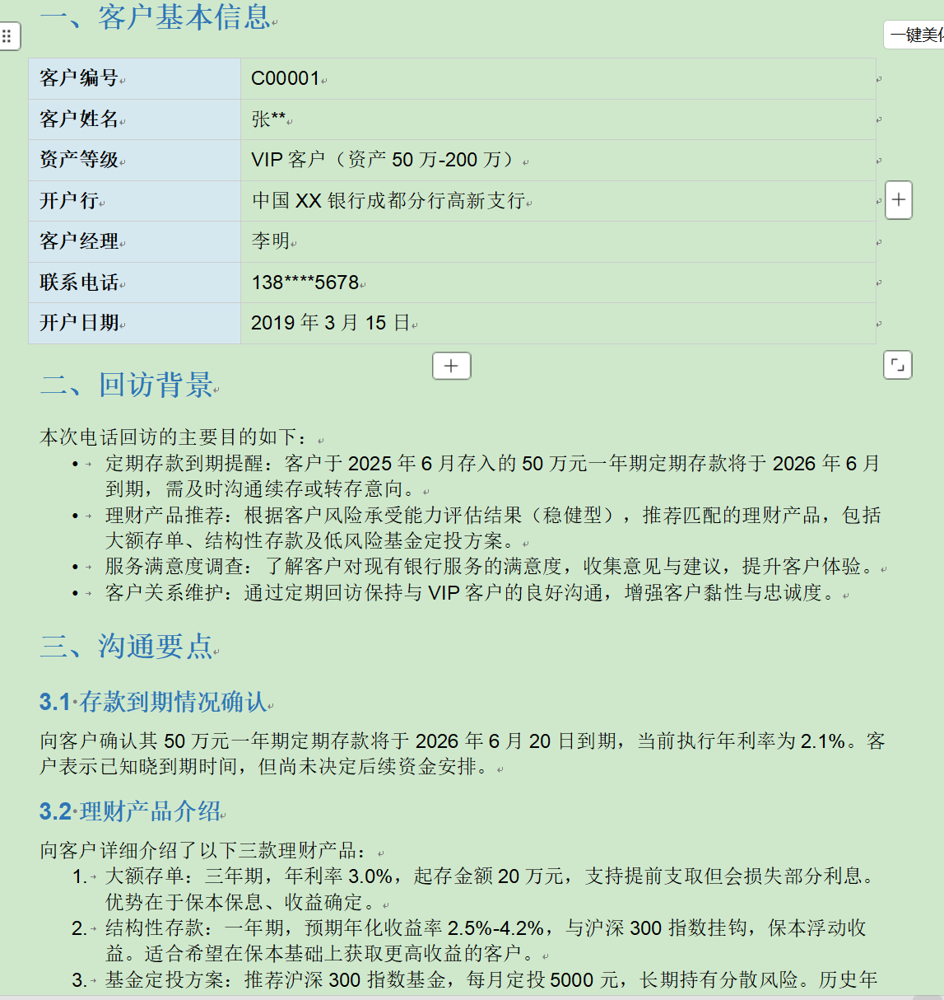 一、客户基本信息
一键美
客户编号 C00001
客户姓名 张**
资产等级 VIP 客户（资产 50 万-200 万）
开户行 中国 XX 银行成都分行高新支行
客户经理 李明
联系电话 138****5678
开户日期 2019 年 3 月 15 日
二、回访背景
本次电话回访的主要目的如下：
• 定期存款到期提醒：客户于 2025 年 6 月存入的 50 万元一年期定期存款将于 2026 年 6 月
到期，需及时沟通续存或转存意向。
• 理财产品推荐：根据客户风险承受能力评估结果（稳健型），推荐匹配的理财产品，包括
大额存单、结构性存款及低风险基金定投方案。
• 服务满意度调查：了解客户对现有银行服务的满意度，收集意见与建议，提升客户体验。
• 客户关系维护：通过定期回访保持与 VIP 客户的良好沟通，增强客户黏性与忠诚度。
三、沟通要点
3.1 存款到期情况确认
向客户确认其 50 万元一年期定期存款将于 2026 年 6 月 20 日到期，当前执行年利率为 2.1%。客
户表示已知晓到期时间，但尚未决定后续资金安排。
3.2 理财产品介绍
向客户详细介绍了以下三款理财产品：
1. 大额存单：三年期，年利率 3.0%，起存金额 20 万元，支持提前支取但会损失部分利息。
优势在于保本保息、收益确定。
2. 结构性存款：一年期，预期年化收益率 2.5%-4.2%，与沪深 300 指数挂钩，保本浮动收
益。适合希望在保本基础上获取更高收益的客户。
3. 基金定投方案：推荐沪深 300 指数基金，每月定投 5000 元，长期持有分散风险。历史年